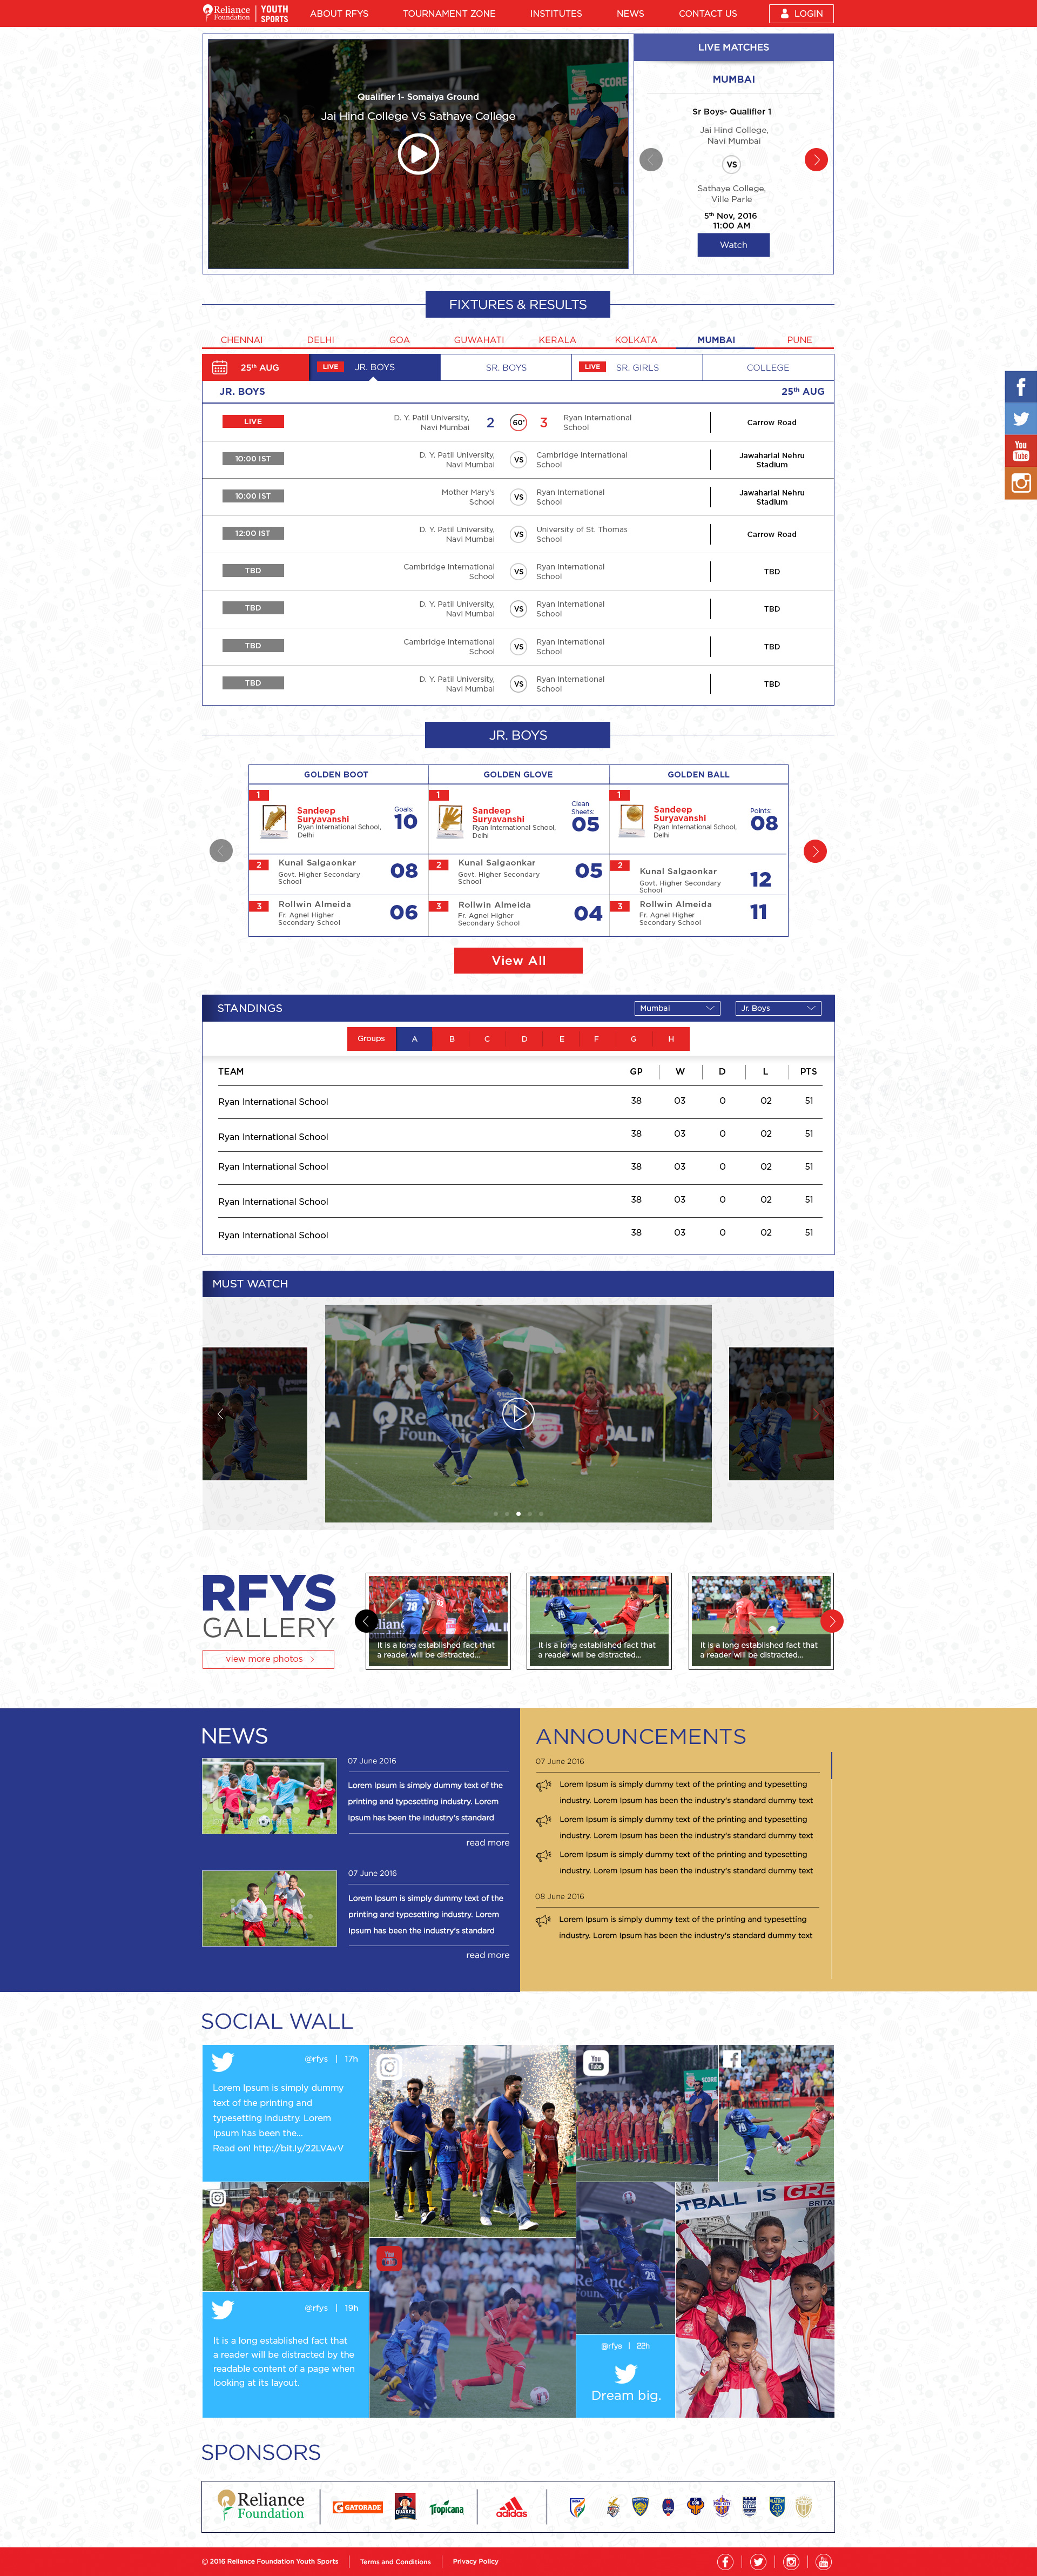 Reliance Foundation YOUTH SPORTS
ABOUT RFYS
TOURNAMENT ZONE
INSTITUTES
NEWS
CONTACT US
LOGIN
SCORE
Qualifier 1- Somaiya Ground
Jai Hind College VS Sathaye College
LIVE MATCHES
MUMBAI
Sr Boys- Qualifier 1
Jai Hind College,
Navi Mumbai
VS
Sathaye College,
Ville Parle
5th Nov, 2016
11:00 AM
Watch
FIXTURES & RESULTS
CHENNAI DELHI GOA GUWAHATI KERALA KOLKATA MUMBAI PUNE
25th AUG LIVE JR. BOYS SR. BOYS LIVE SR. GIRLS COLLEGE
JR. BOYS 25th AUG
LIVE
D. Y. Patil University,
Navi Mumbai
2 60' 3
Ryan International
School
Carrow Road
10:00 IST
D. Y. Patil University,
Navi Mumbai
VS
Cambridge International
School
Jawaharlal Nehru
Stadium
10:00 IST
Mother Mary's
School
VS
Ryan International
School
Jawaharlal Nehru
Stadium
12:00 IST
D. Y. Patil University,
Navi Mumbai
VS
University of St. Thomas
School
Carrow Road
TBD
Cambridge International
School
VS
Ryan International
School
TBD
TBD
D. Y. Patil University,
Navi Mumbai
VS
Ryan International
School
TBD
TBD
Cambridge International
School
VS
Ryan International
School
TBD
TBD
D. Y. Patil University,
Navi Mumbai
VS
Ryan International
School
TBD
JR. BOYS
GOLDEN BOOT
1
Sandeep
Suryavanshi
Ryan International School,
Delhi
Goals:
10
2
Kunal Salgaonkar
Govt. Higher Secondary
School
08
3
Rollwin Almeida
Fr. Agnel Higher
Secondary School
06
GOLDEN GLOVE
1
Sandeep
Suryavanshi
Ryan International School,
Delhi
Clean
Sheets:
05
2
Kunal Salgaonkar
Govt. Higher Secondary
School
05
3
Rollwin Almeida
Fr. Agnel Higher
Secondary School
04
GOLDEN BALL
1
Sandeep
Suryavanshi
Ryan International School,
Delhi
Points:
08
2
Kunal Salgaonkar
Govt. Higher Secondary
School
12
3
Rollwin Almeida
Fr. Agnel Higher
Secondary School
11
View All
STANDINGS Mumbai Jr. Boys
Groups A B C D E F G H
TEAM GP W D L PTS
Ryan International School 38 03 0 02 51
Ryan International School 38 03 0 02 51
Ryan International School 38 03 0 02 51
Ryan International School 38 03 0 02 51
Ryan International School 38 03 0 02 51
MUST WATCH
Reliance
Foundation
RFYS
GALLERY
view more photos
It is a long established fact that
a reader will be distracted...
It is a long established fact that
a reader will be distracted...
It is a long established fact that
a reader will be distracted...
NEWS
07 June 2016
Lorem Ipsum is simply dummy text of the
printing and typesetting industry. Lorem
Ipsum has been the industry's standard
read more
07 June 2016
Lorem Ipsum is simply dummy text of the
printing and typesetting industry. Lorem
Ipsum has been the industry's standard
read more
ANNOUNCEMENTS
07 June 2016
Lorem Ipsum is simply dummy text of the printing and typesetting
industry. Lorem Ipsum has been the industry's standard dummy text
Lorem Ipsum is simply dummy text of the printing and typesetting
industry. Lorem Ipsum has been the industry's standard dummy text
Lorem Ipsum is simply dummy text of the printing and typesetting
industry. Lorem Ipsum has been the industry's standard dummy text
08 June 2016
Lorem Ipsum is simply dummy text of the printing and typesetting
industry. Lorem Ipsum has been the industry's standard dummy text
SOCIAL WALL
@rfys | 17h
Lorem Ipsum is simply dummy
text of the printing and
typesetting industry. Lorem
Ipsum has been the...
Read on! http://bit.ly/22LVAvV
You Tube
SCORE
@rfys | 19h
It is a long established fact that
a reader will be distracted by the
readable content of a page when
looking at its layout.
@rfys | 22h
Dream big.
SPONSORS
Reliance
Foundation
GATORADE
QUAKER
Tropicana
adidas
© 2016 Reliance Foundation Youth Sports
Terms and Conditions
Privacy Policy